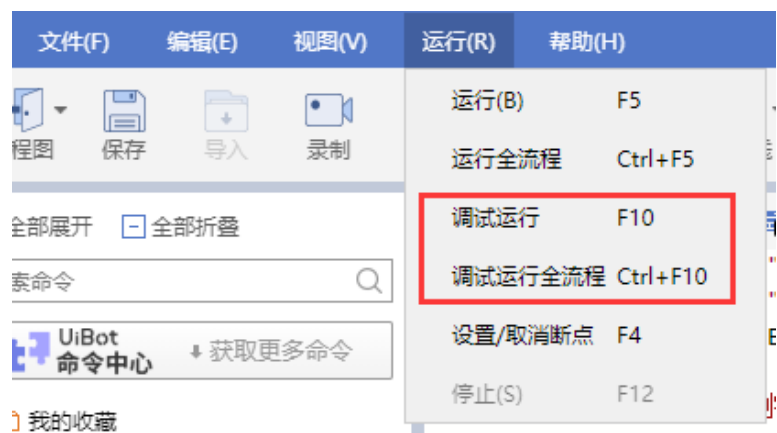 文件(F) 编辑(E) 视图(V) 运行(R) 帮助(H)
运行(B) F5
程图 保存 导入 录制
运行全流程 Ctrl+F5
全部展开 全部折叠
调试运行 F10
索命令
调试运行全流程 Ctrl+F10
UiBot
命令中心
获取更多命令
设置/取消断点 F4
停止(S) F12
我的收藏